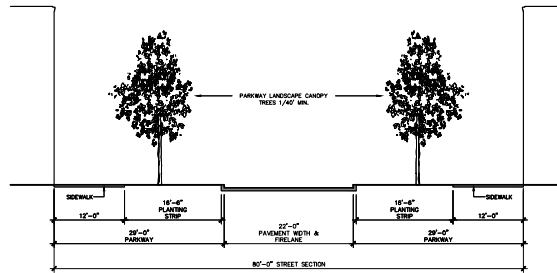 PARKWAY LANDSCAPE CANOPY
TREES 1/40' MIN.
SIDEWALK
SIDEWALK
12'-0"
16'-6"
PLANTING
STRIP
22'-0"
PAVEMENT WIDTH &
FIRELANE
16'-6"
PLANTING
STRIP
12'-0"
29'-0"
PARKWAY
29'-0"
PARKWAY
80'-0" STREET SECTION